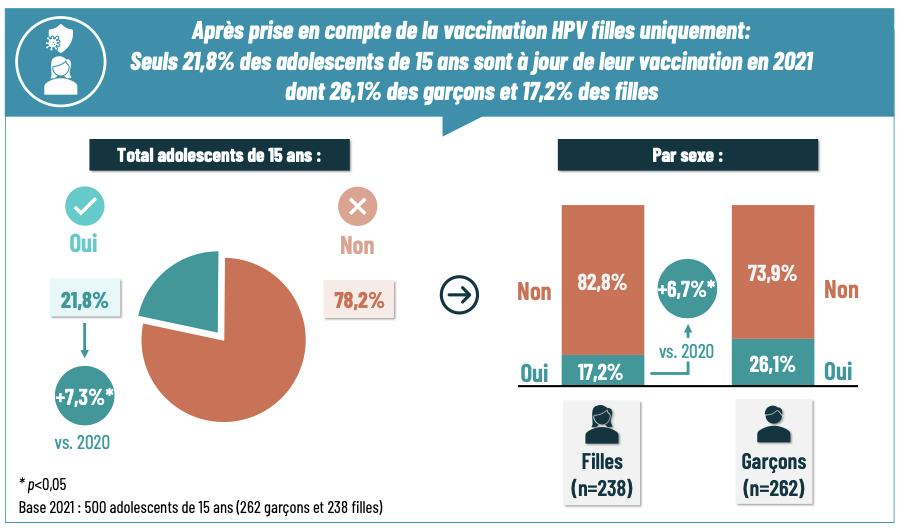 Après prise en compte de la vaccination HPV filles uniquement:
Seuls 21,8% des adolescents de 15 ans sont à jour de leur vaccination en 2021
dont 26,1% des garçons et 17,2% des filles
Total adolescents de 15 ans :
Oui
Non
21,8%
78,2%
+7,3%*
vs. 2020
Par sexe :
Non
82,8%
+6,7%*
73,9%
Non
vs. 2020
Oui
17,2%
26,1%
Oui
Filles
(n=238)
Garçons
(n=262)
* p<0,05
Base 2021 : 500 adolescents de 15 ans (262 garçons et 238 filles)